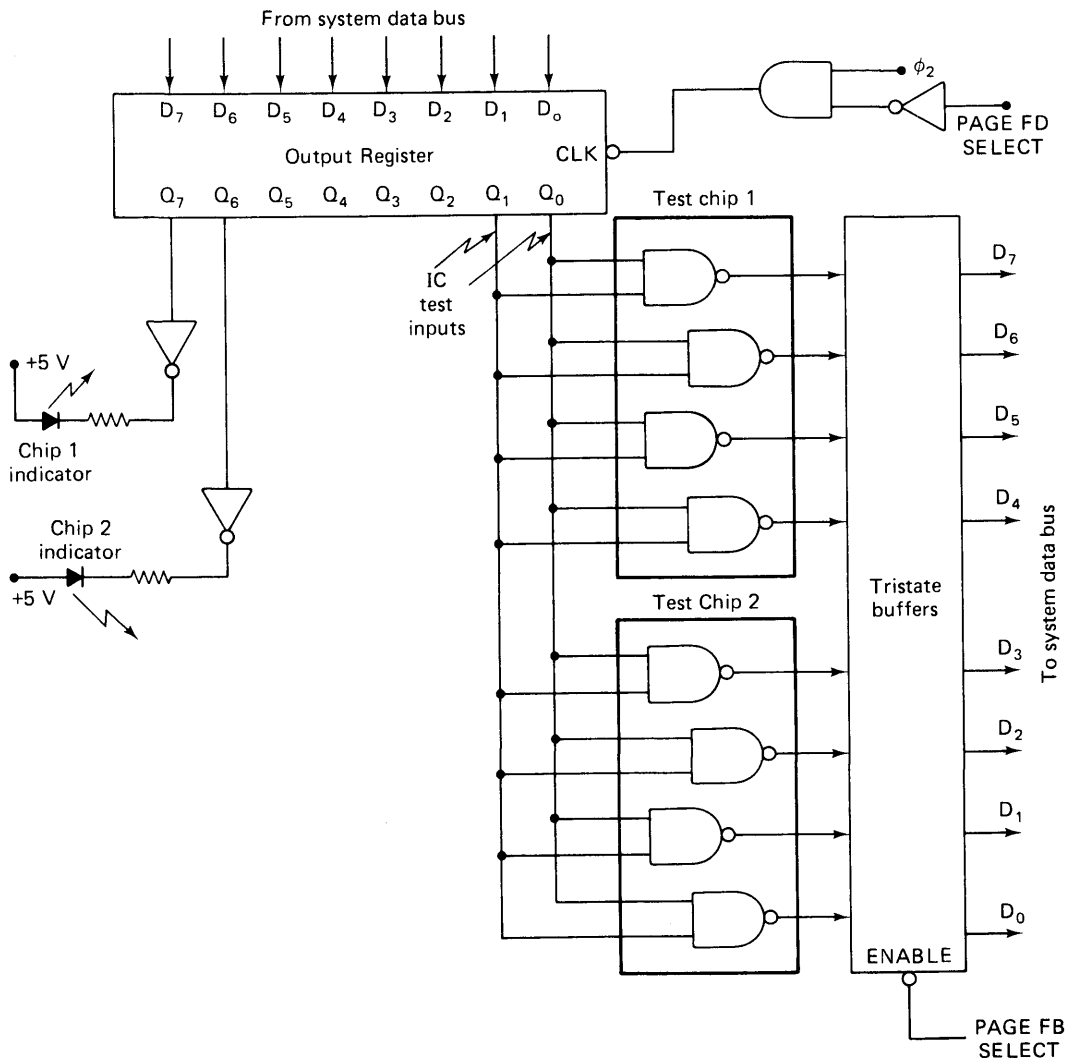 From system data bus
D₇ D₆ D₅ D₄ D₃ D₂ D₁ Dₒ
Output Register
CLK
Q₇ Q₆ Q₅ Q₄ Q₃ Q₂ Q₁ Q₀
ϕ₂
PAGE FD
SELECT
IC
test
inputs
Test chip 1
+5 V
Chip 1
indicator
Chip 2
indicator
+5 V
Test Chip 2
Tristate
buffers
ENABLE
D₇
D₆
D₅
D₄
D₃
D₂
D₁
D₀
To system data bus
PAGE FB
SELECT